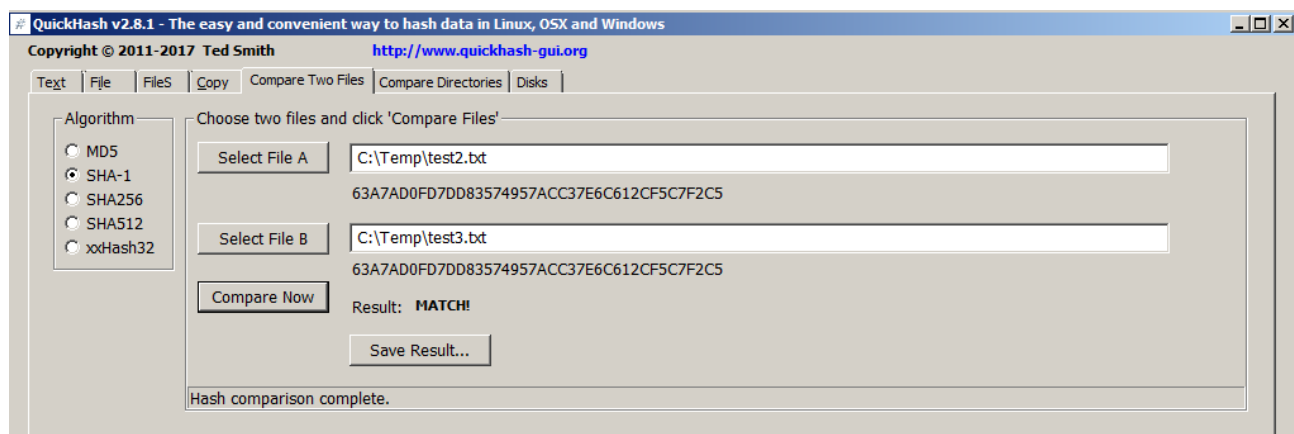 QuickHash v2.8.1 - The easy and convenient way to hash data in Linux, OSX and Windows
Copyright © 2011-2017 Ted Smith http://www.quickhash-gui.org
Text File FileS Copy Compare Two Files Compare Directories Disks
Algorithm
MD5
SHA-1
SHA256
SHA512
xxHash32
Choose two files and click 'Compare Files'
Select File A C:\Temp\test2.txt
63A7AD0FD7DD83574957ACC37E6C612CF5C7F2C5
Select File B C:\Temp\test3.txt
63A7AD0FD7DD83574957ACC37E6C612CF5C7F2C5
Compare Now Result: MATCH!
Save Result...
Hash comparison complete.